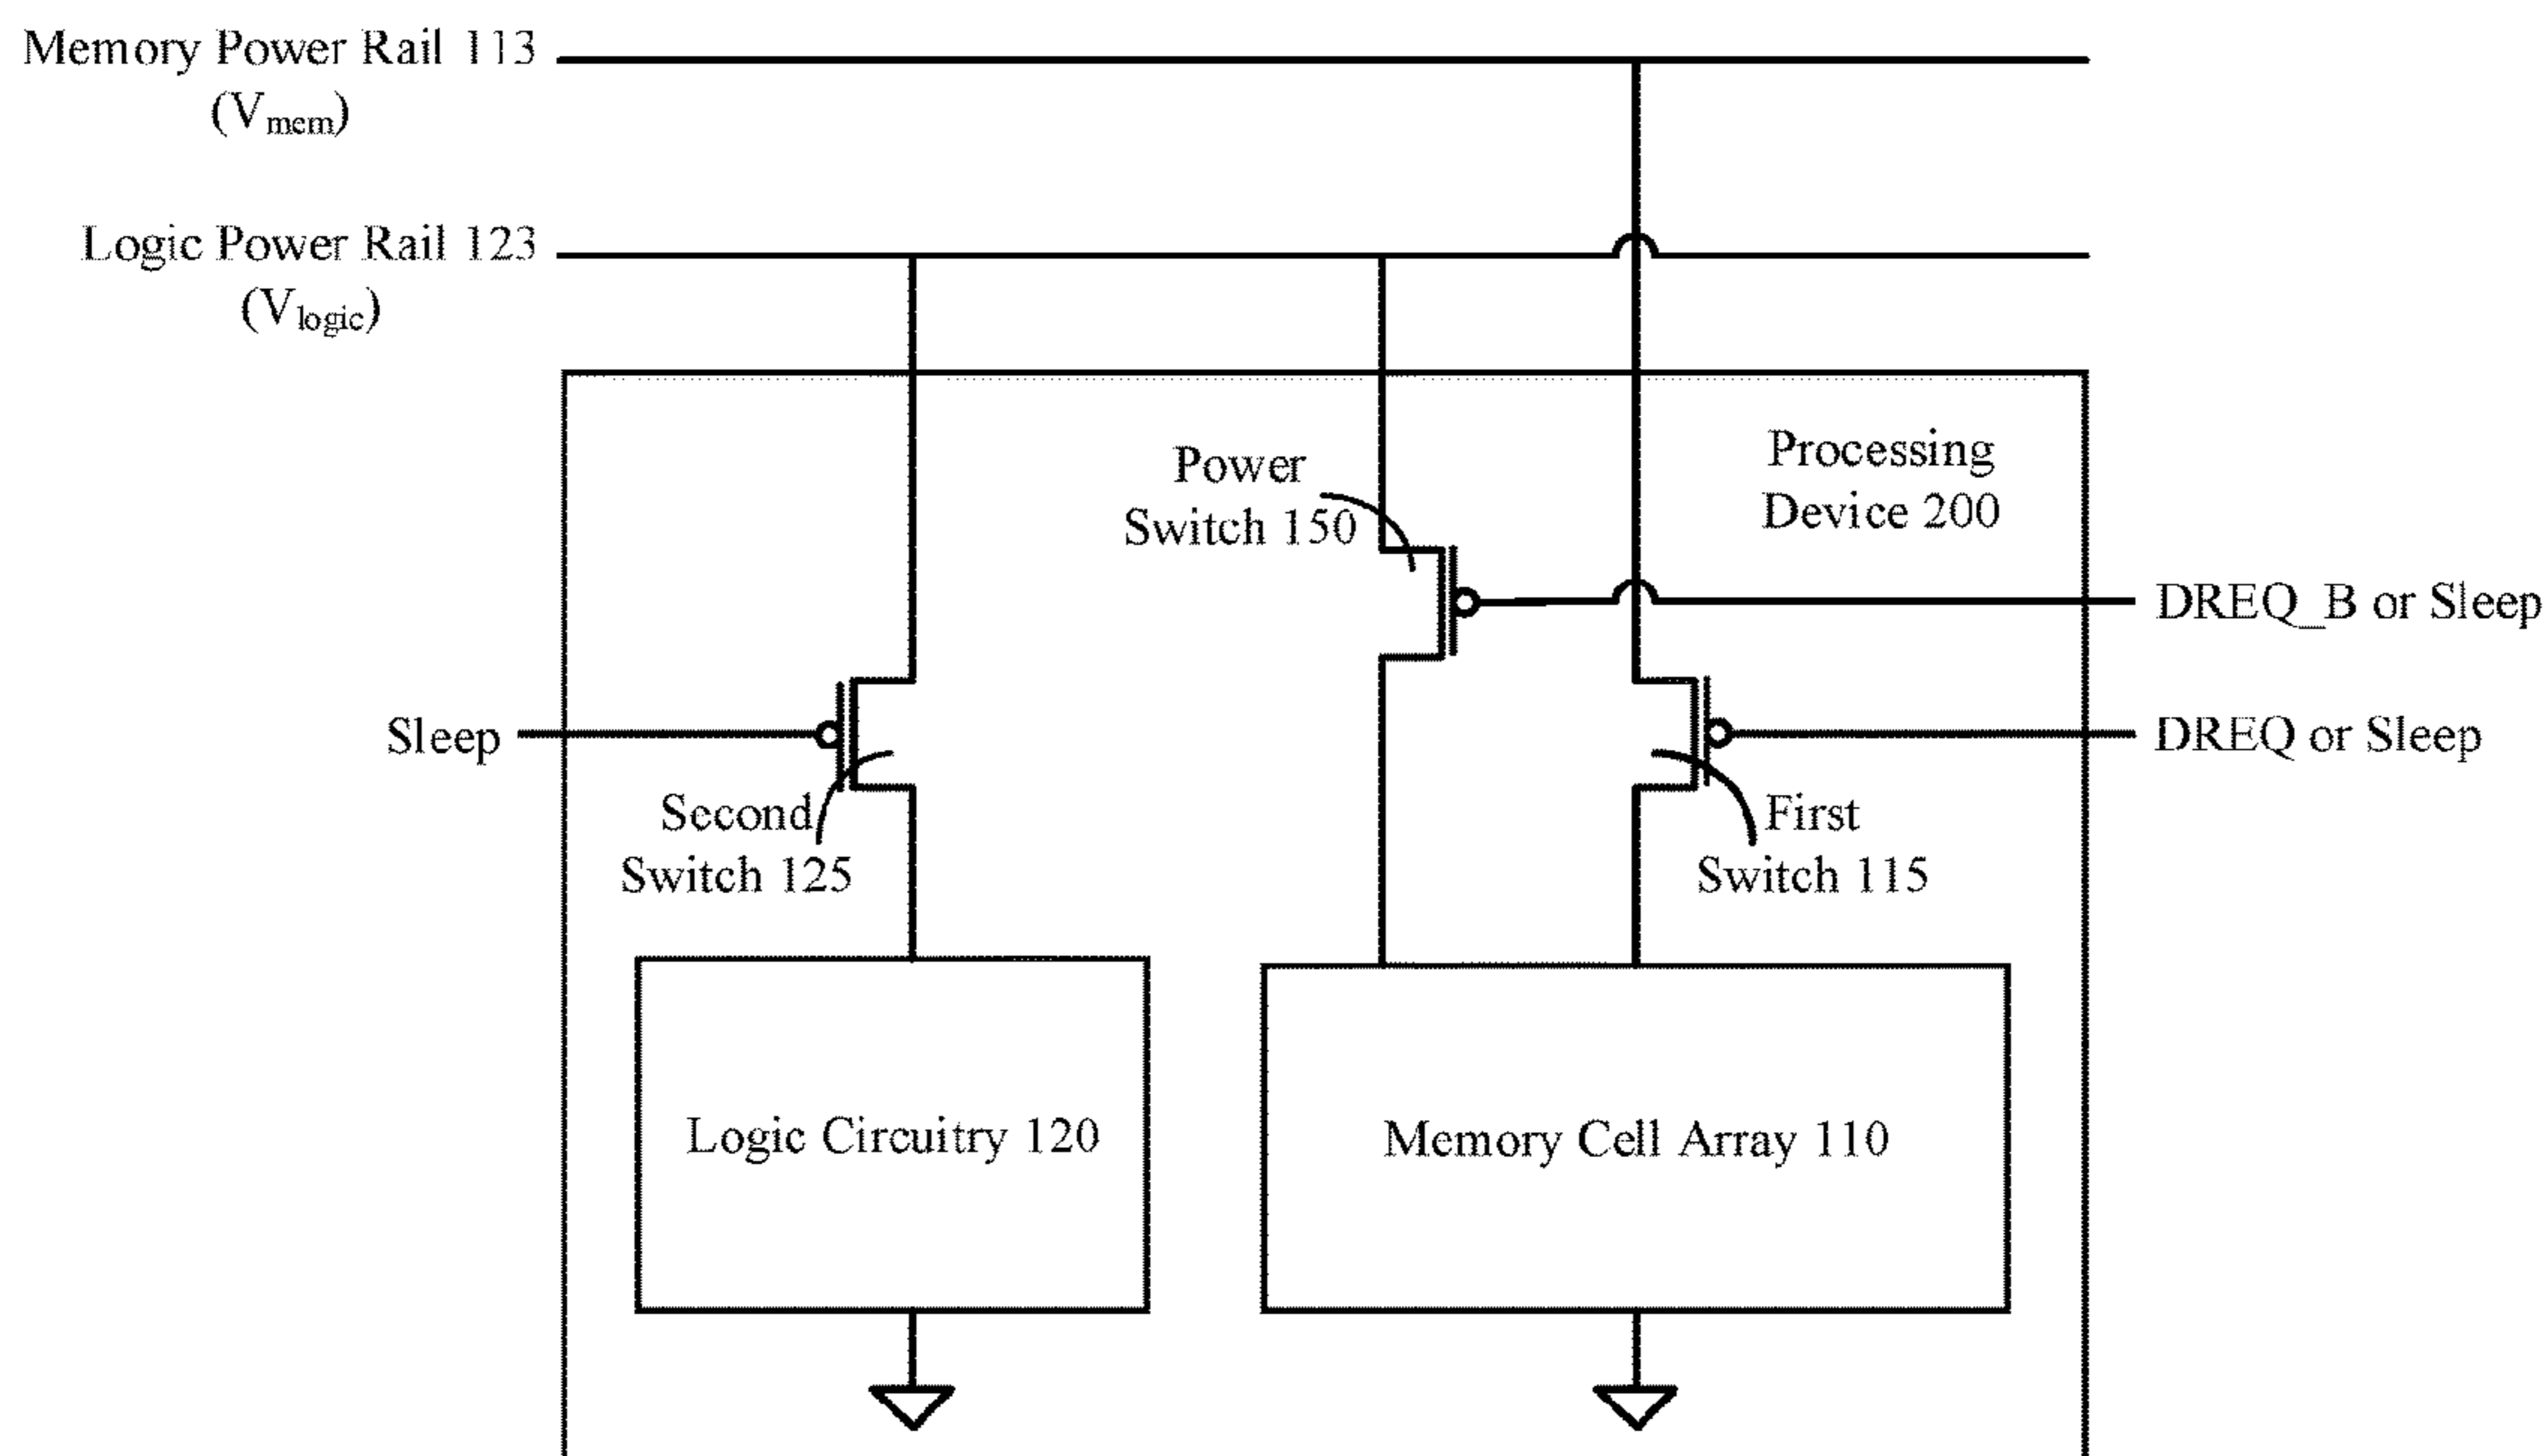 Memory Power Rail 113
(Vmem)
Logic Power Rail 123
(Vlogic)
Processing
Device 200
Power
Switch 150
DREQ_B or Sleep
Sleep
DREQ or Sleep
Second
Switch 125
First
Switch 115
Logic Circuitry 120
Memory Cell Array 110